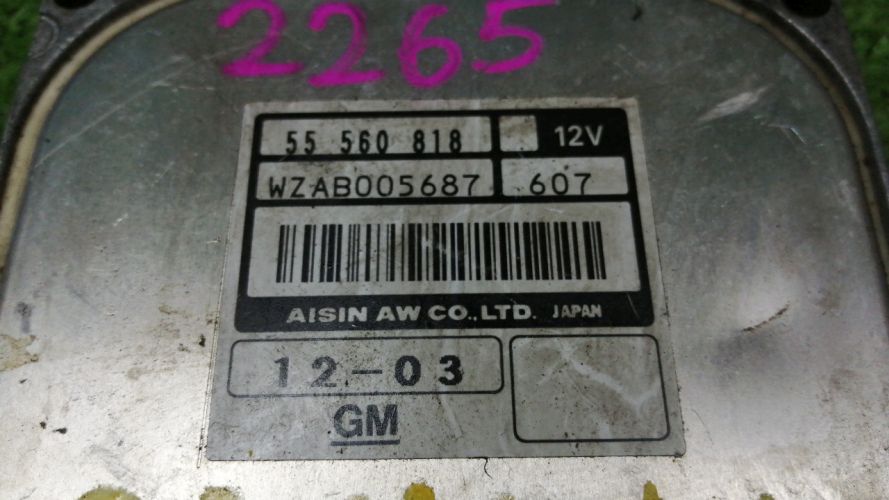 2265
55 560 818 12V
WZAB005687 607
AISIN AW CO.,LTD. JAPAN
12-03
GM